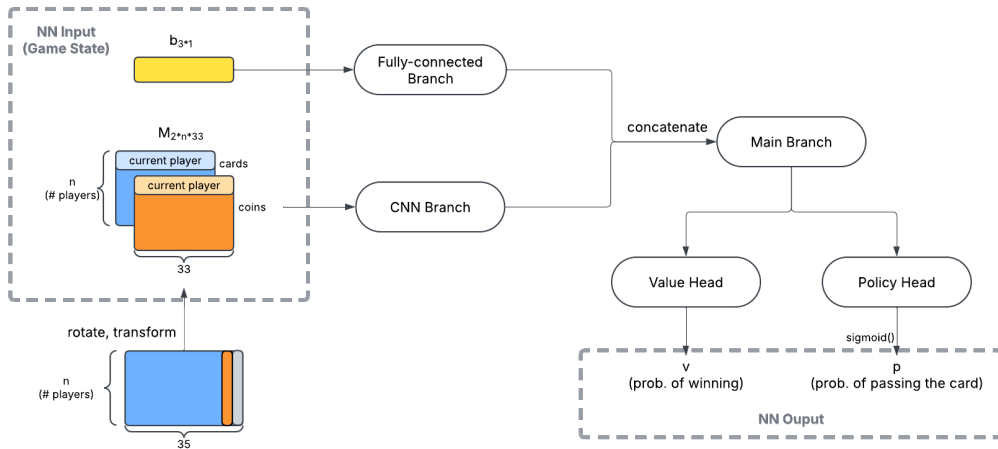 NN Input
(Game State)
b3*1
Fully-connected
Branch
M2*n*33
current player
cards
current player
coins
n
(# players)
33
CNN Branch
concatenate
Main Branch
Value Head
Policy Head
sigmoid()
v
(prob. of winning)
p
(prob. of passing the card)
NN Ouput
rotate, transform
n
(# players)
35